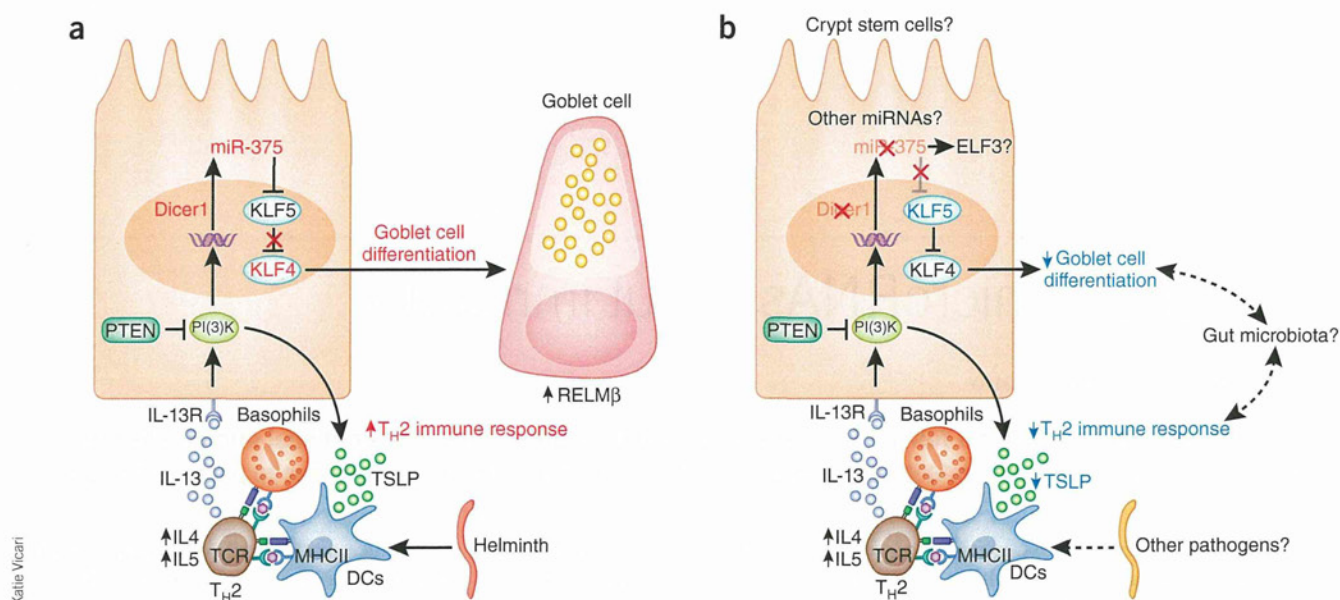 a
Goblet cell
miR-375
Dicer1
KLF5
KLF4
Goblet cell
differentiation
PTEN
PI(3)K
RELMβ
IL-13R
Basophils
TH2 immune response
IL-13
TSLP
IL4
IL5
TCR
MHCII
Helminth
DCs
TH2
Katie Vicari
b
Crypt stem cells?
Other miRNAs?
miR-375
ELF3?
Dicer1
KLF5
KLF4
Goblet cell
differentiation
PTEN
PI(3)K
Gut microbiota?
IL-13R
Basophils
TH2 immune response
IL-13
TSLP
IL4
IL5
TCR
MHCII
Other pathogens?
DCs
TH2